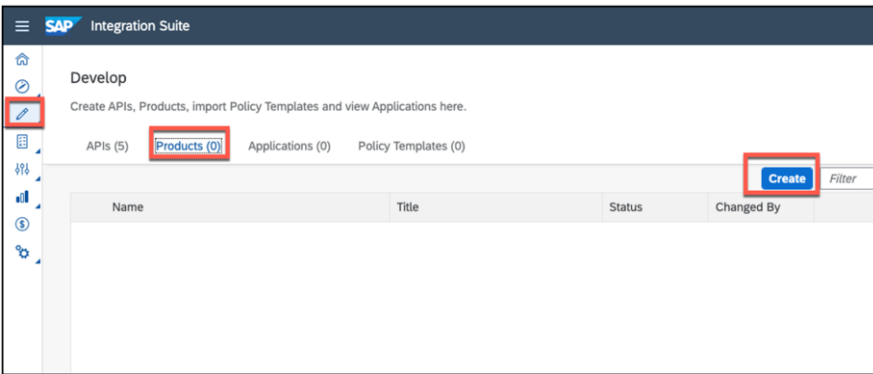 SAP Integration Suite
Develop
Create APIs, Products, import Policy Templates and view Applications here.
APIs (5) Products (0) Applications (0) Policy Templates (0)
Create Filter
Name Title Status Changed By